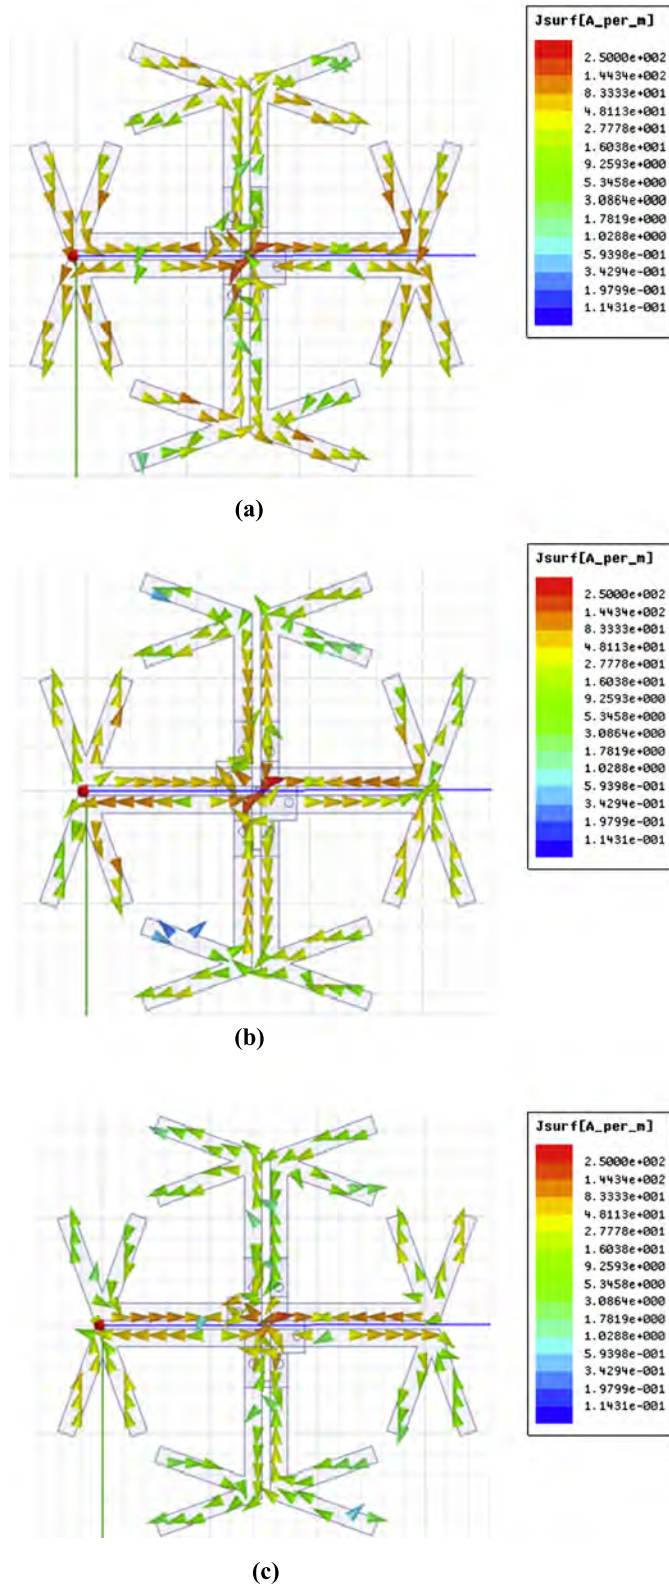 Jsurf[A_per_m]
2.5000e+002
1.4434e+002
8.3333e+001
4.8113e+001
2.7778e+001
1.6038e+001
9.2593e+000
5.3458e+000
3.0864e+000
1.7819e+000
1.0288e+000
5.9398e-001
3.4294e-001
1.9799e-001
1.1431e-001
(a)
Jsurf[A_per_m]
2.5000e+002
1.4434e+002
8.3333e+001
4.8113e+001
2.7778e+001
1.6038e+001
9.2593e+000
5.3458e+000
3.0864e+000
1.7819e+000
1.0288e+000
5.9398e-001
3.4294e-001
1.9799e-001
1.1431e-001
(b)
Jsurf[A_per_m]
2.5000e+002
1.4434e+002
8.3333e+001
4.8113e+001
2.7778e+001
1.6038e+001
9.2593e+000
5.3458e+000
3.0864e+000
1.7819e+000
1.0288e+000
5.9398e-001
3.4294e-001
1.9799e-001
1.1431e-001
(c)